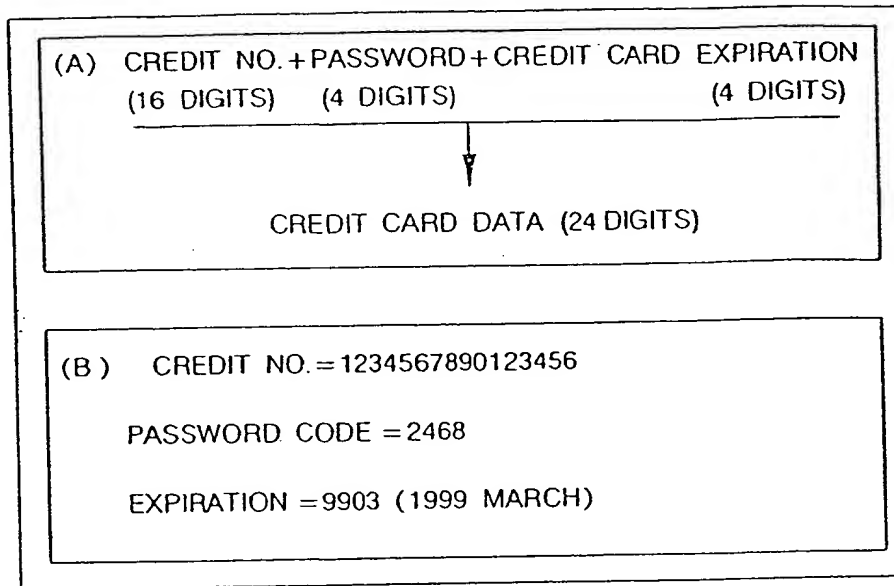 (A) CREDIT NO.+PASSWORD+CREDIT CARD EXPIRATION
(16 DIGITS) (4 DIGITS) (4 DIGITS)
CREDIT CARD DATA (24 DIGITS)
(B) CREDIT NO.=1234567890123456
PASSWORD CODE =2468
EXPIRATION =9903 (1999 MARCH)